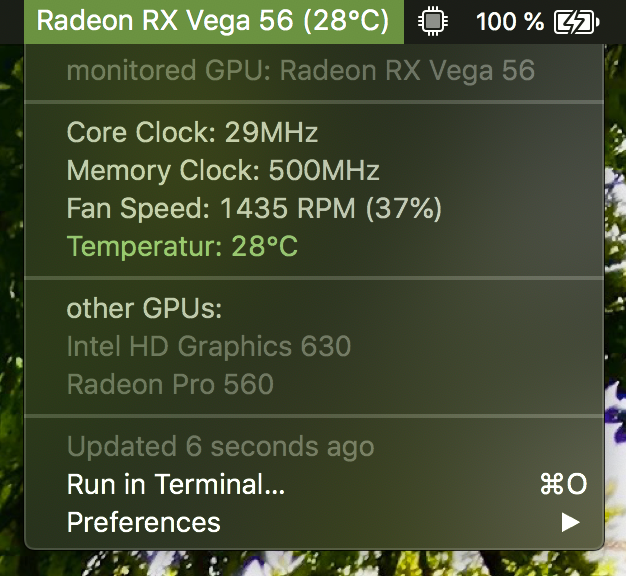 Radeon RX Vega 56 (28°C) 100 %
monitored GPU: Radeon RX Vega 56
Core Clock: 29MHz
Memory Clock: 500MHz
Fan Speed: 1435 RPM (37%)
Temperatur: 28°C
other GPUs:
Intel HD Graphics 630
Radeon Pro 560
Updated 6 seconds ago
Run in Terminal... ⌘O
Preferences ▶